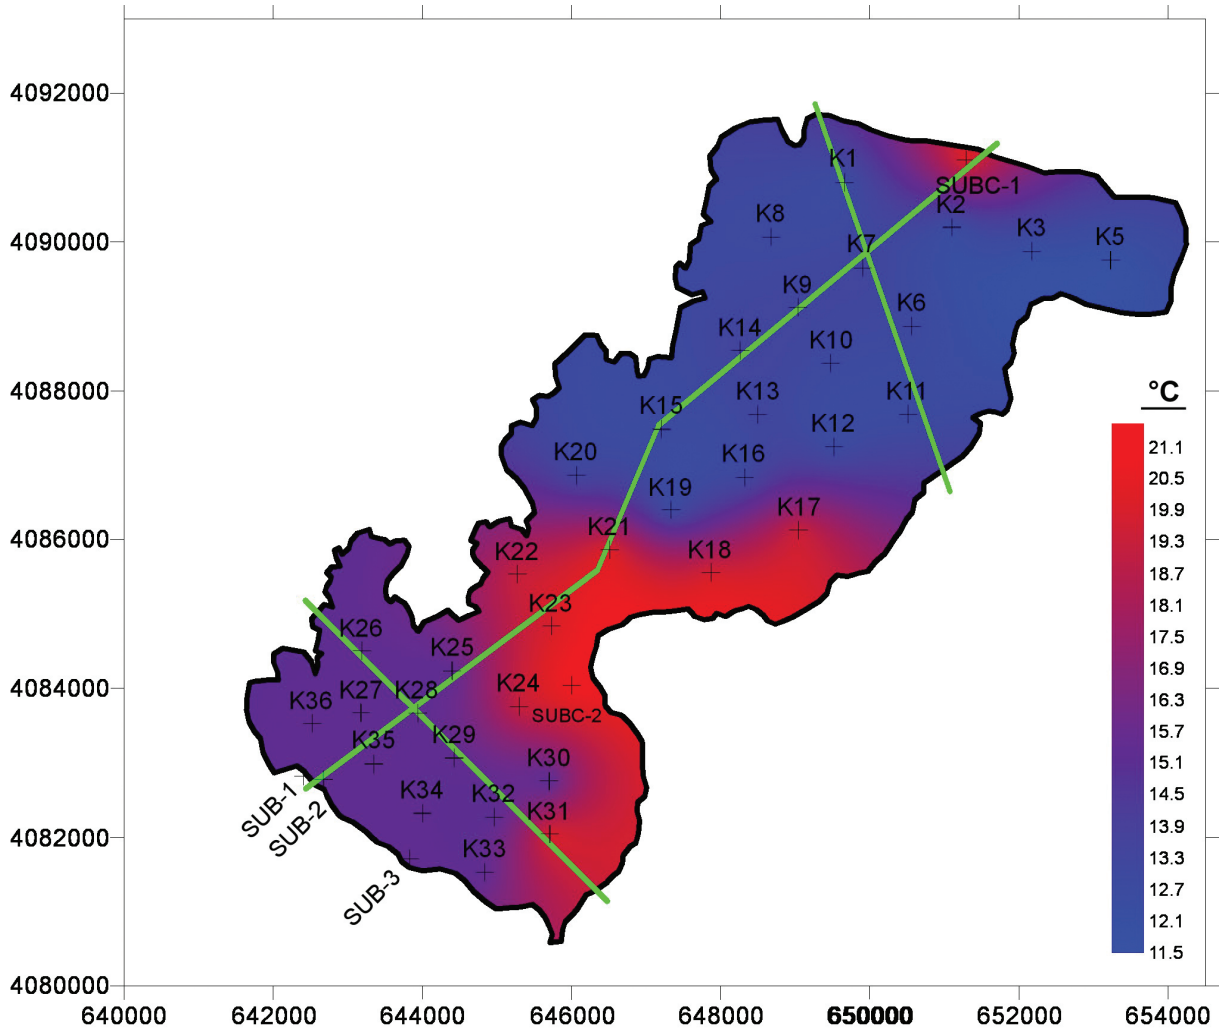 4092000
K1
SUBC-1
K8
K2
K3
K5
4090000
K7
K9
K6
K14
K10
°C
4088000
K13
K11
K15
K12
21.1
K20
K16
20.5
K19
K17
19.9
4086000
K21
19.3
K22
K18
18.7
K23
18.1
K26
K25
17.5
K24
16.9
4084000
K36
K27
K28
SUBC-2
16.3
K35
K29
15.7
K30
15.1
K34
K32
14.5
SUB-1
SUB-2
K31
13.9
4082000
K33
13.3
SUB-3
12.7
12.1
11.5
4080000
640000
642000
644000
646000
648000
650000
652000
654000